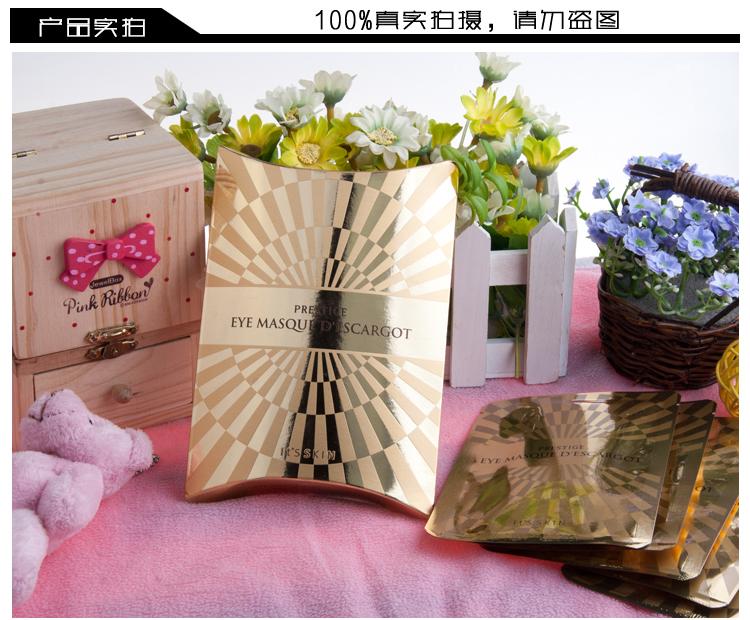 产品实拍
100%真实拍摄，请勿盗图
PRESTIGE
EYE MASQUE D'ESCARGOT
It'S SKIN
JewelBox
Pink Ribbon
PRESTIGE
EYE MASQUE D'ESCARGOT
It'S SKIN